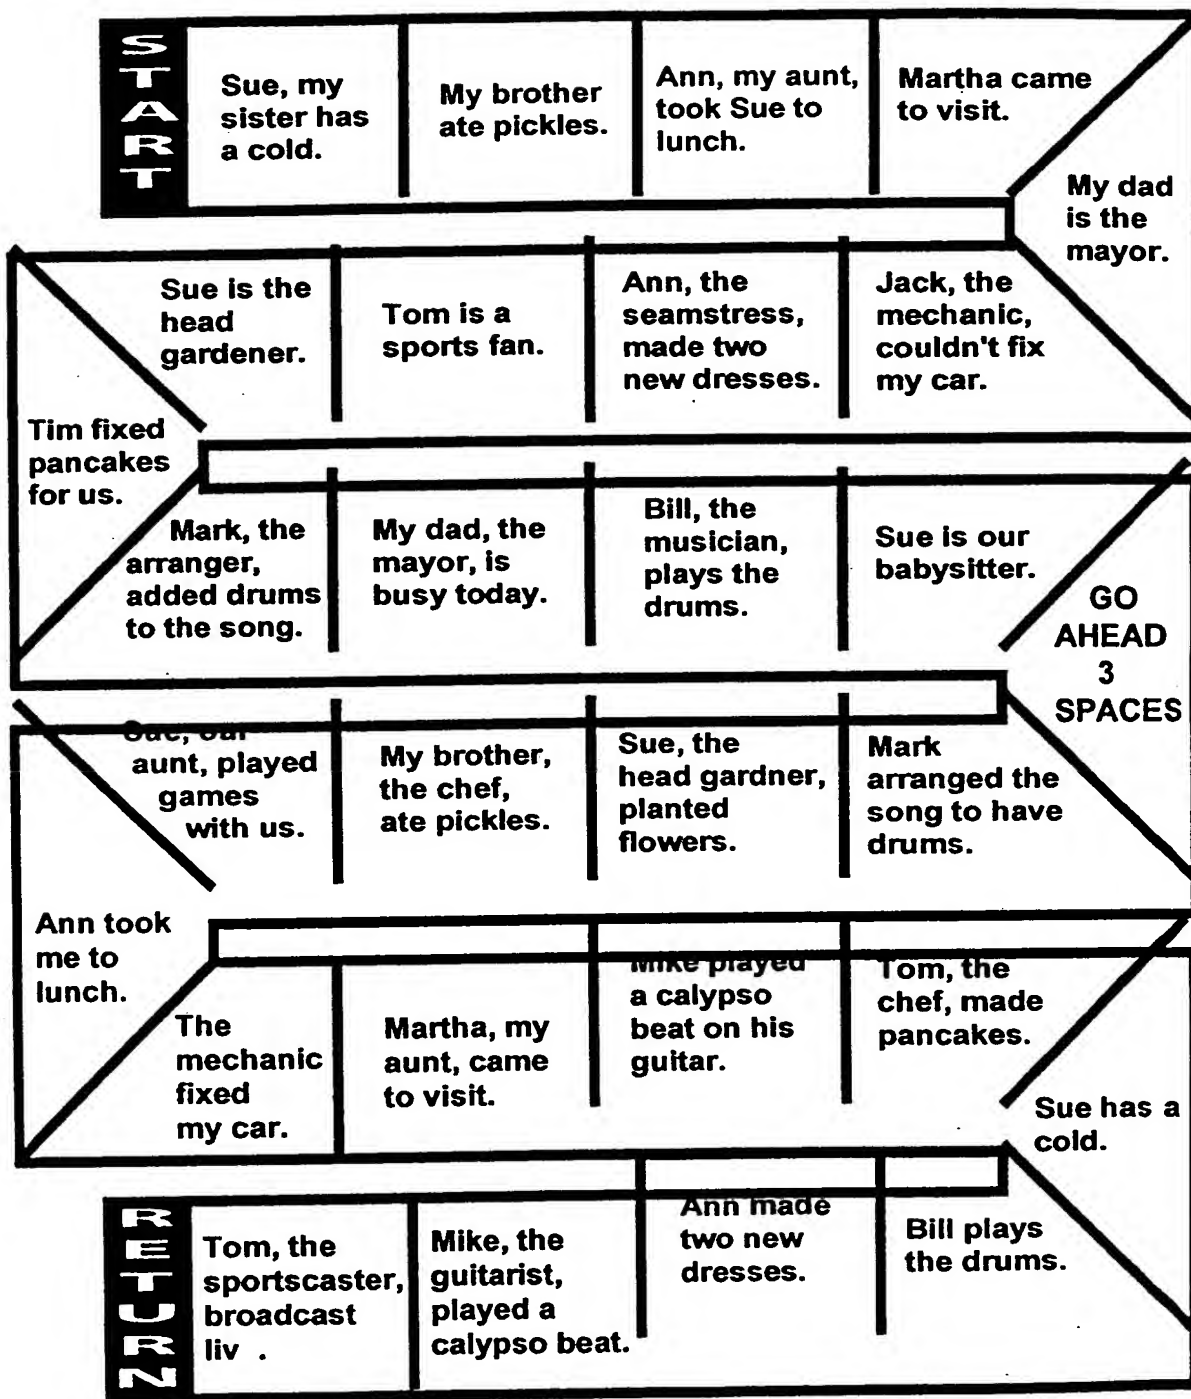 START
Sue, my
sister has
a cold.
My brother
ate pickles.
Ann, my aunt,
took Sue to
lunch.
Martha came
to visit.
My dad
is the
mayor.
Jack, the
mechanic,
couldn't fix
my car.
Ann, the
seamstress,
made two
new dresses.
Tom is a
sports fan.
Sue is the
head
gardener.
Tim fixed
pancakes
for us.
Mark, the
arranger,
added drums
to the song.
My dad, the
mayor, is
busy today.
Bill, the
musician,
plays the
drums.
Sue is our
babysitter.
GO
AHEAD
3
SPACES
Mark
arranged the
song to have
drums.
Sue, the
head gardner,
planted
flowers.
My brother,
the chef,
ate pickles.
Sue, our
aunt, played
games
with us.
Ann took
me to
lunch.
The
mechanic
fixed
my car.
Martha, my
aunt, came
to visit.
Mike played
a calypso
beat on his
guitar.
Tom, the
chef, made
pancakes.
Sue has a
cold.
Bill plays
the drums.
Ann made
two new
dresses.
Mike, the
guitarist,
played a
calypso beat.
Tom, the
sportscaster,
broadcast
liv .
RETURN